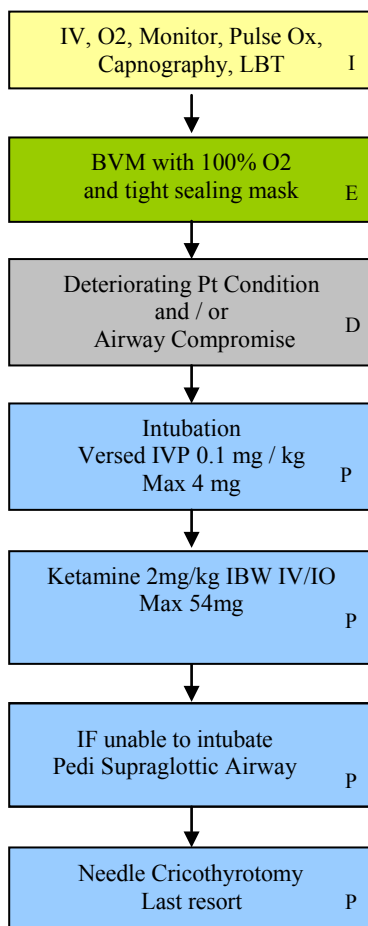 IV, O2, Monitor, Pulse Ox,
Capnography, LBT
I
BVM with 100% O2
and tight sealing mask
E
Deteriorating Pt Condition
and / or
Airway Compromise
D
Intubation
Versed IVP 0.1 mg / kg
Max 4 mg
P
Ketamine 2mg/kg IBW IV/IO
Max 54mg
P
IF unable to intubate
Pedi Supraglottic Airway
P
Needle Cricothyrotomy
Last resort
P